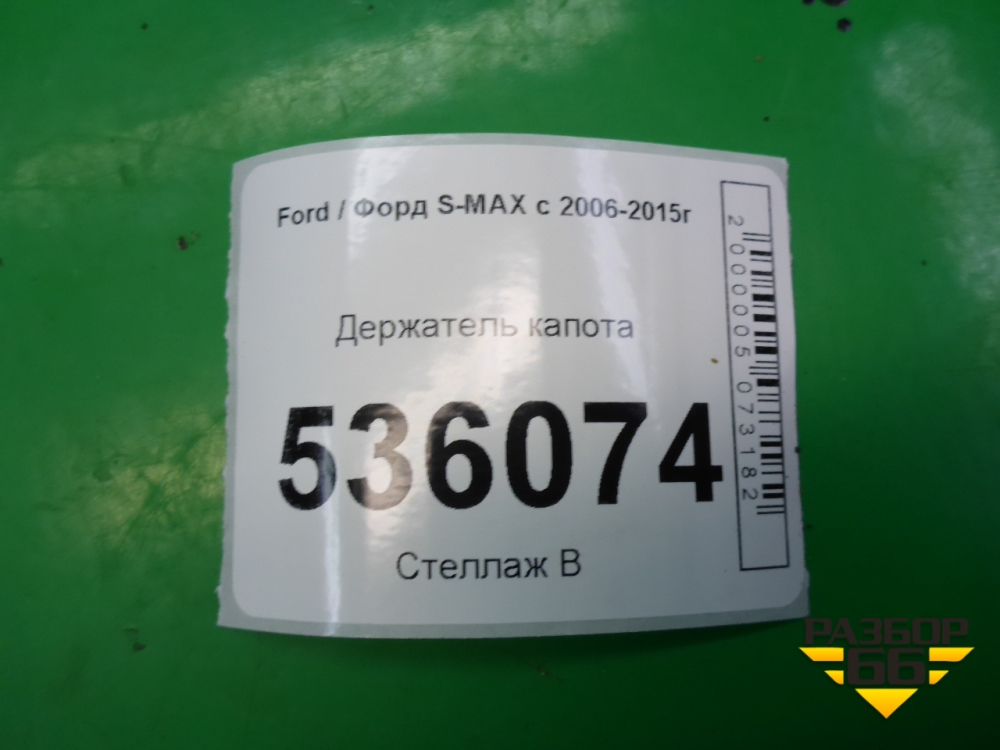 Ford / Форд S-MAX с 2006-2015г
Держатель капота
536074
Стеллаж В
2000005073182
РАЗБОР
66